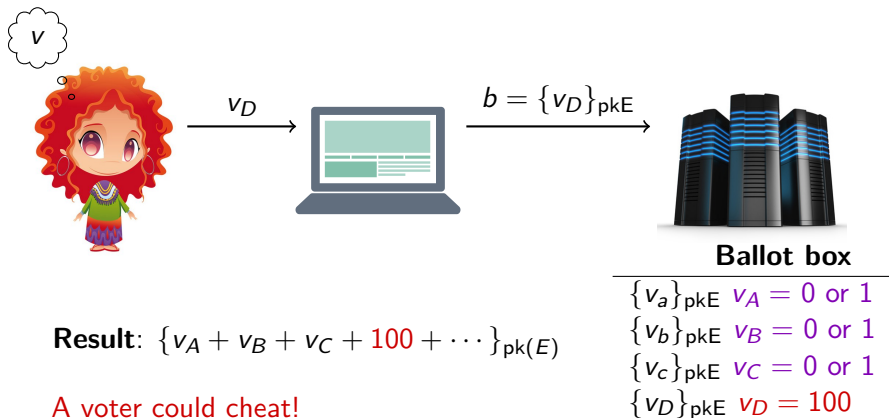 v
v_D
b = {v_D}_pkE
Ballot box
{v_a}_pkE v_A = 0 or 1
{v_b}_pkE v_B = 0 or 1
{v_c}_pkE v_C = 0 or 1
{v_D}_pkE v_D = 100
Result: {v_A + v_B + v_C + 100 + ⋯}_pk(E)
A voter could cheat!